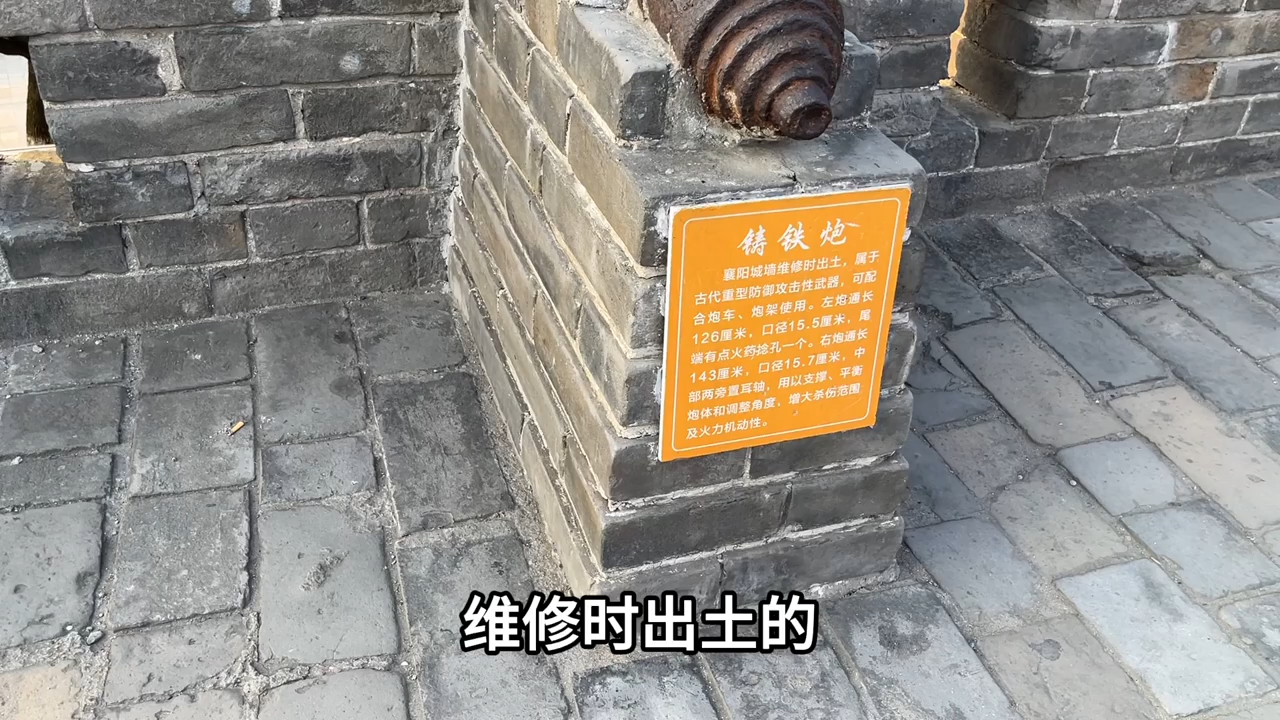 铸铁炮
襄阳城墙维修时出土，属于
古代重型防御攻击性武器，可配
合炮车、炮架使用。左炮通长
126厘米，口径15.5厘米，尾
端有点火药捻孔一个。右炮通长
143厘米，口径15.7厘米，中
部两旁置耳轴，用以支撑、平衡
炮体和调整角度，增大杀伤范围
及火力机动性。
维修时出土的